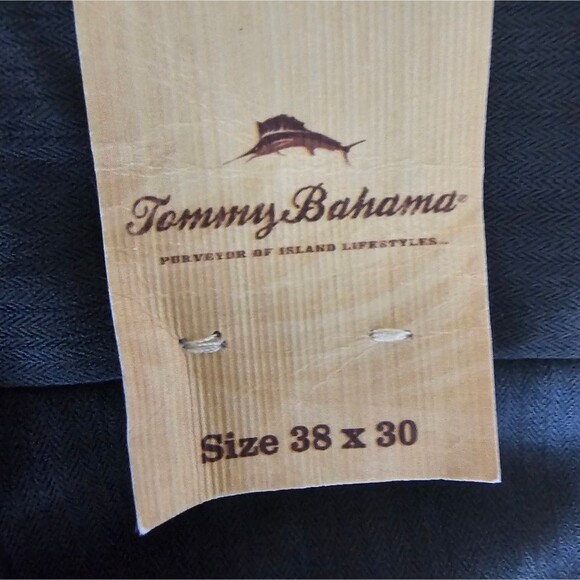 Tommy Bahama®
PURVEYOR OF ISLAND LIFESTYLES...
Size 38 x 30